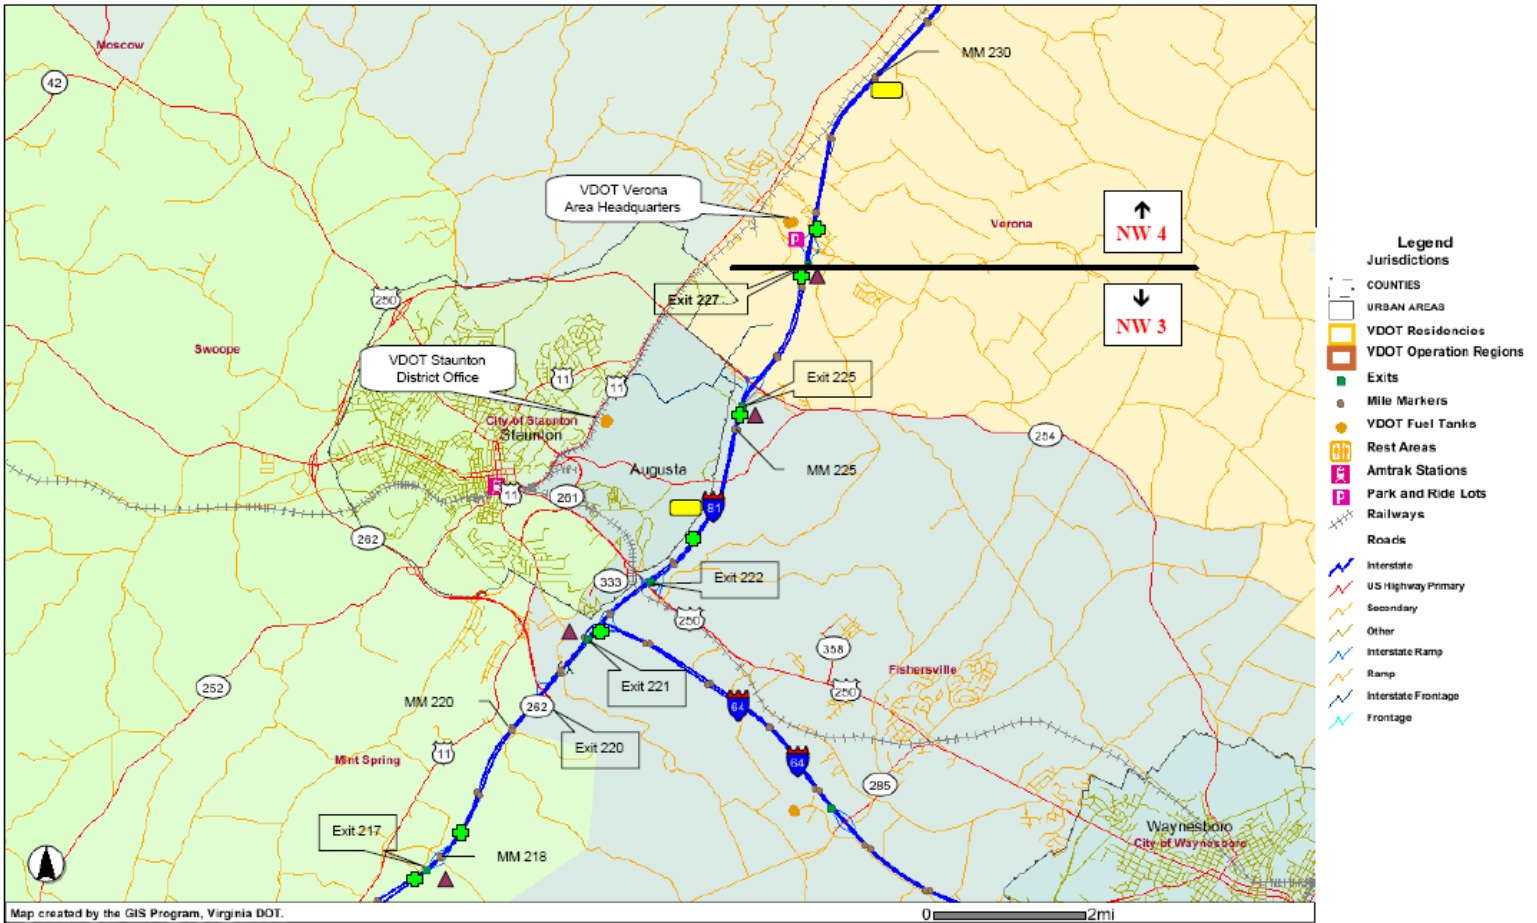 Moscow
42
MM 230
VDOT Verona
Area Headquarters
Verona
NW 4
P
250
Exit 227
NW 3
Swoope
VDOT Staunton
District Office
11
11
Exit 225
City of Staunton
Staunton
254
Augusta
MM 225
11
261
81
262
333
Exit 222
250
358
Fishersville
252
Exit 221
250
MM 220
262
64
Exit 220
11
Mint Spring
64
285
Exit 217
Waynesboro
City of Waynesboro
MM 218
Map created by the GIS Program, Virginia DOT.
0 2mi
Legend
Jurisdictions
COUNTIES
URBAN AREAS
VDOT Residencies
VDOT Operation Regions
Exits
Mile Markers
VDOT Fuel Tanks
Rest Areas
Amtrak Stations
P Park and Ride Lots
Railways
Roads
Interstate
US Highway Primary
Secondary
Other
Interstate Ramp
Ramp
Interstate Frontage
Frontage